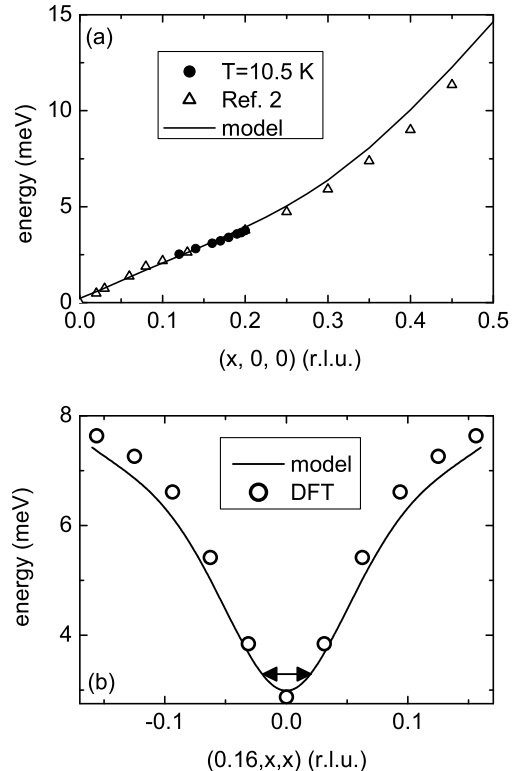 15
(a)
T=10.5 K
Ref. 2
model
10
5
0
energy (meV)
0.0 0.1 0.2 0.3 0.4 0.5
(x, 0, 0) (r.l.u.)
8
model
DFT
6
4
energy (meV)
(b)
-0.1 0.0 0.1
(0.16,x,x) (r.l.u.)